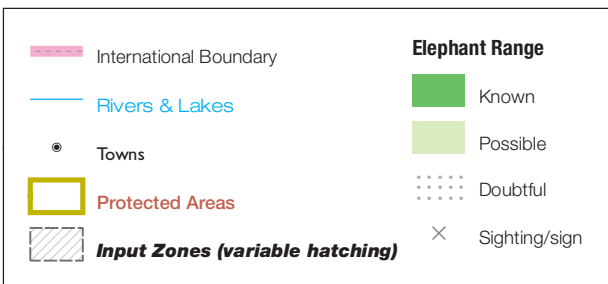 International Boundary
Rivers & Lakes
Towns
Protected Areas
Input Zones (variable hatching)
Elephant Range
Known
Possible
Doubtful
Sighting/sign